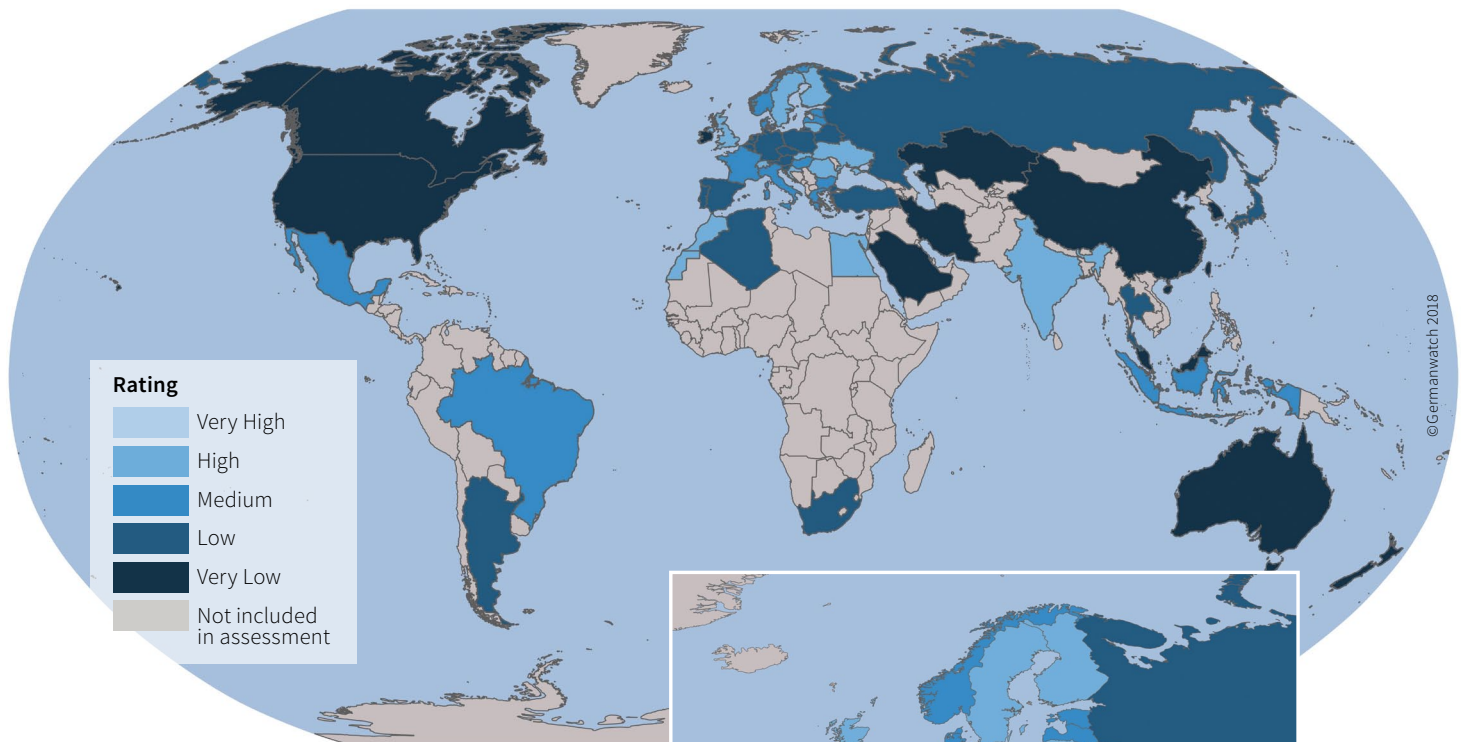 Rating
Very High
High
Medium
Low
Very Low
Not included
in assessment
©Germanwatch 2018